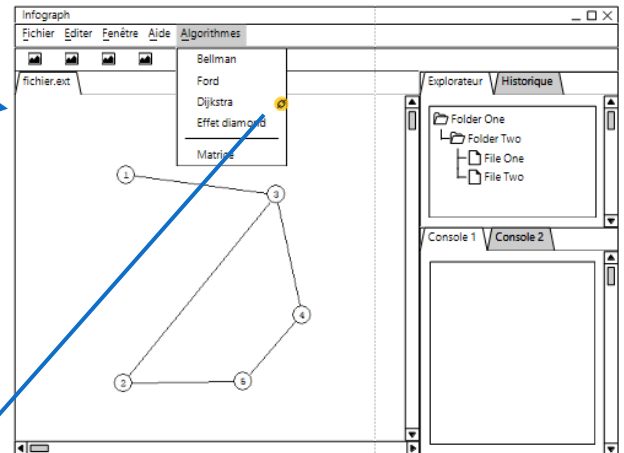 Infograph
Fichier Editer Fenêtre Aide Algorithmes
Bellman
Ford
Dijkstra
Effet diamond
Matrice
fichier.ext
1
3
4
2
5
Explorateur Historique
Folder One
Folder Two
File One
File Two
Console 1 Console 2